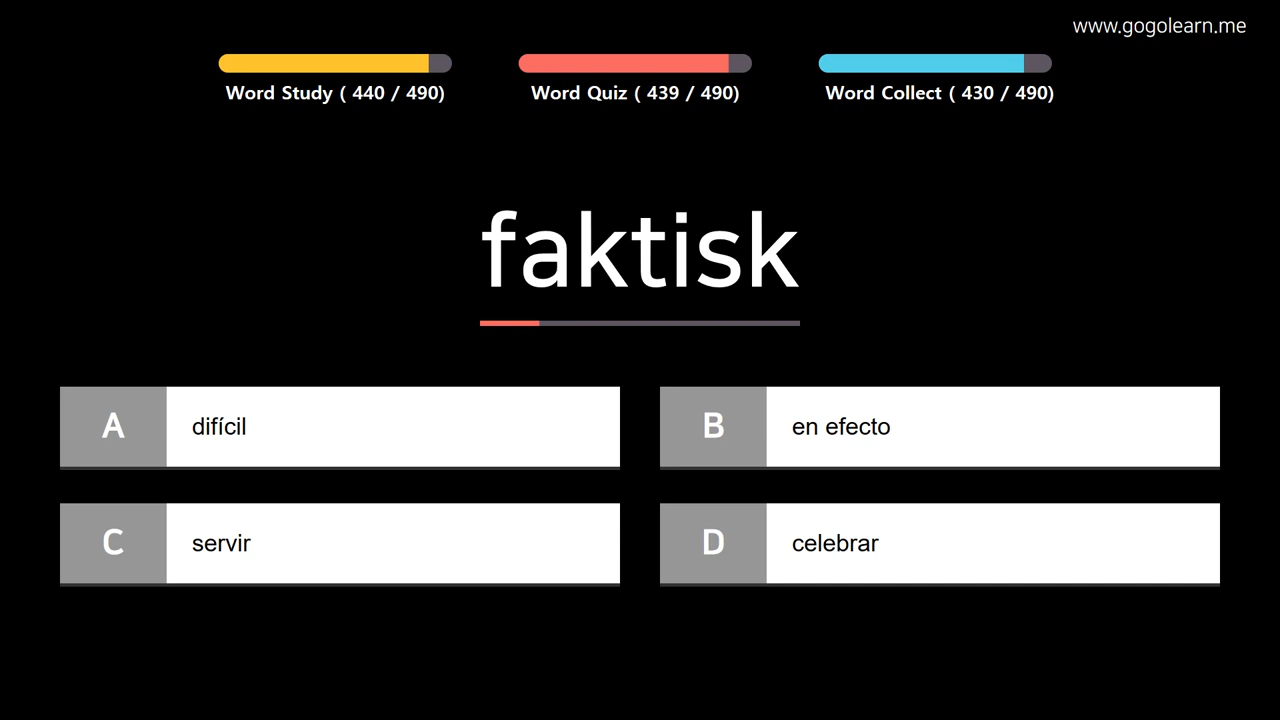 www.gogolearn.me
Word Study ( 440 / 490)
Word Quiz ( 439 / 490)
Word Collect ( 430 / 490)
faktisk
A difícil
B en efecto
C servir
D celebrar